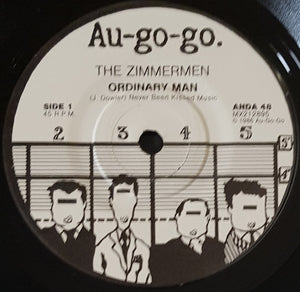 Au-go-go.
THE ZIMMERMEN
ORDINARY MAN
(J. Dowler) Never Been Kissed Music
SIDE 1
45 R.P.M.
ANDA 48
MX212895
© 1986 Au-Go-Go
2 3 4 5